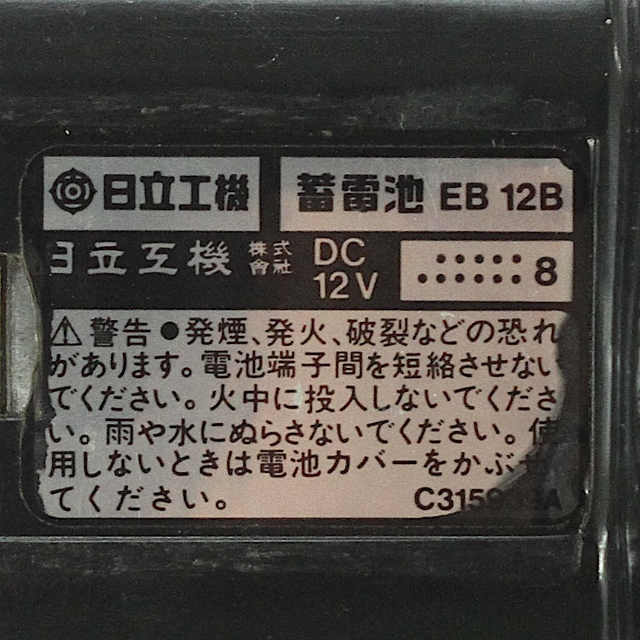 日立工機 蓄電池 EB 12B
日立工機 株式会社 DC 12V 8
⚠警告●発煙、発火、破裂などの恐れ
があります。電池端子間を短絡させない
でください。火中に投入しないでくださ
い。雨や水にぬらさないでください。使
用しないときは電池カバーをかぶせ
てください。